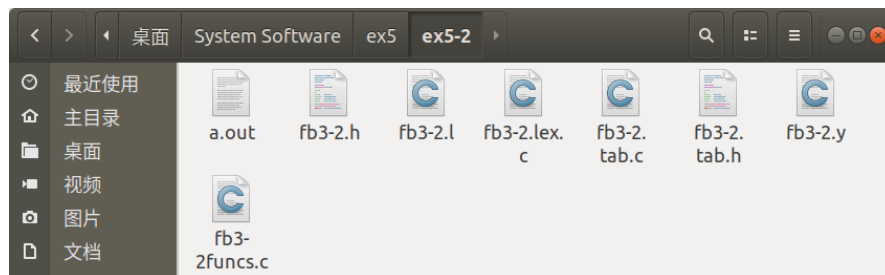 桌面 System Software ex5 ex5-2
最近使用
主目录
桌面
视频
图片
文档
a.out fb3-2.h fb3-2.l fb3-2.lex. fb3-2. fb3-2. fb3-2.y
c tab.c tab.h
fb3-
2funcs.c